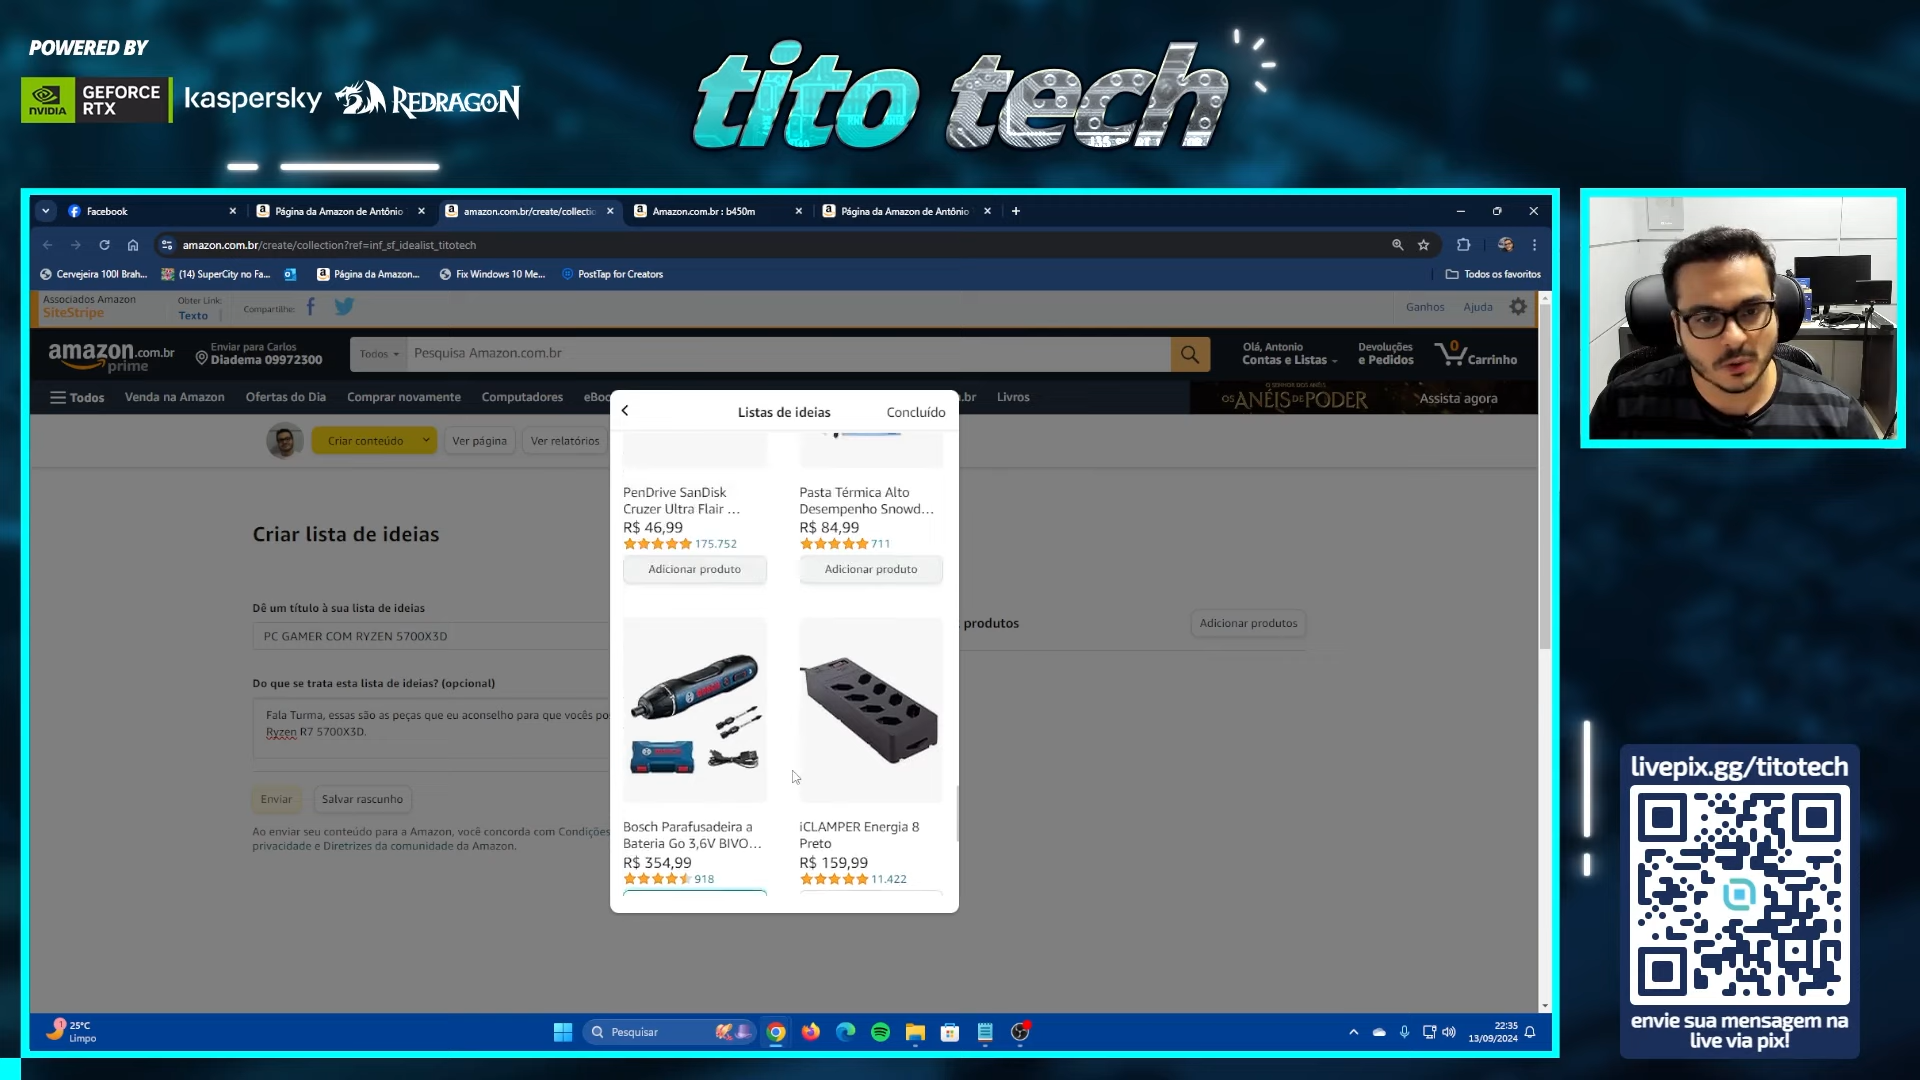 POWERED BY
NVIDIA
GEFORCE
RTX
kaspersky
REDRAGON
tito tech
Facebook
Página da Amazon de Antônio
amazon.com.br/create/collectio
Amazon.com.br : b450m
Página da Amazon de Antônio
amazon.com.br/create/collection?ref=inf_sf_idealist_titotech
Cervejeira 100l Brah...
(14) SuperCity no Fa...
Página da Amazon...
Fix Windows 10 Me...
PostTap for Creators
Todos os favoritos
Associados Amazon
SiteStripe
Obter Link:
Texto
Compartilhe:
Ganhos
Ajuda
amazon.com.br
prime
Enviar para Carlos
Diadema 09972300
Todos
Pesquisa Amazon.com.br
Olá, Antonio
Contas e Listas
Devoluções
e Pedidos
0
Carrinho
Todos
Venda na Amazon
Ofertas do Dia
Comprar novamente
Computadores
eBoo
.br
Livros
O SENHOR DOS ANÉIS
OS ANÉIS DE PODER
Assista agora
Criar conteúdo
Ver página
Ver relatórios
Listas de ideias
Concluído
PenDrive SanDisk
Cruzer Ultra Flair ...
R$ 46,99
175.752
Adicionar produto
Pasta Térmica Alto
Desempenho Snowd...
R$ 84,99
711
Adicionar produto
Bosch Parafusadeira a
Bateria Go 3,6V BIVO...
R$ 354,99
918
iCLAMPER Energia 8
Preto
R$ 159,99
11.422
Criar lista de ideias
Dê um título à sua lista de ideias
PC GAMER COM RYZEN 5700X3D
Do que se trata esta lista de ideias? (opcional)
Fala Turma, essas são as peças que eu aconselho para que vocês po
Ryzen R7 5700X3D.
Enviar
Salvar rascunho
Ao enviar seu conteúdo para a Amazon, você concorda com Condições
privacidade e Diretrizes da comunidade da Amazon.
produtos
Adicionar produtos
1
25°C
Limpo
Pesquisar
22:35
13/09/2024
livepix.gg/titotech
envie sua mensagem na
live via pix!